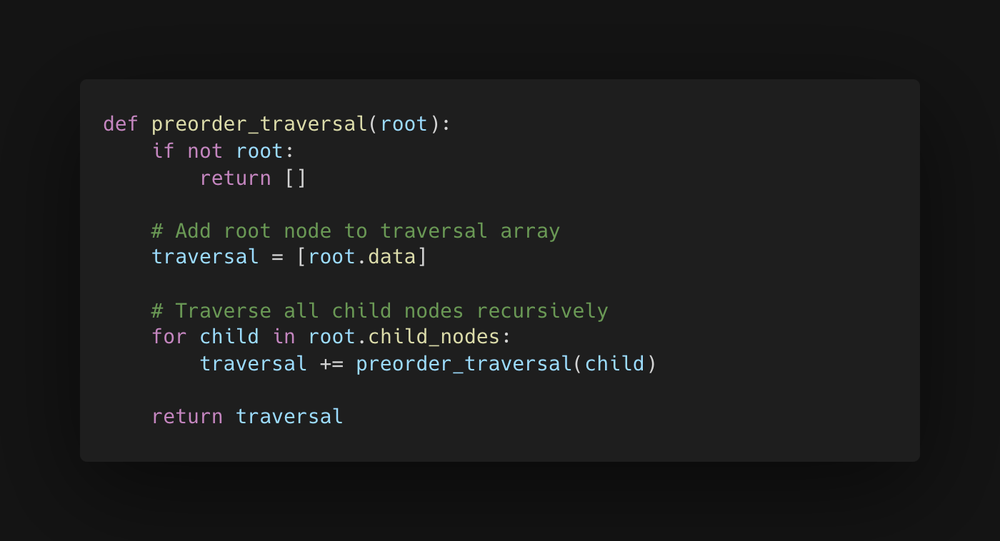 def preorder_traversal(root):
    if not root:
        return []
    # Add root node to traversal array
    traversal = [root.data]
    # Traverse all child nodes recursively
    for child in root.child_nodes:
        traversal += preorder_traversal(child)
    return traversal